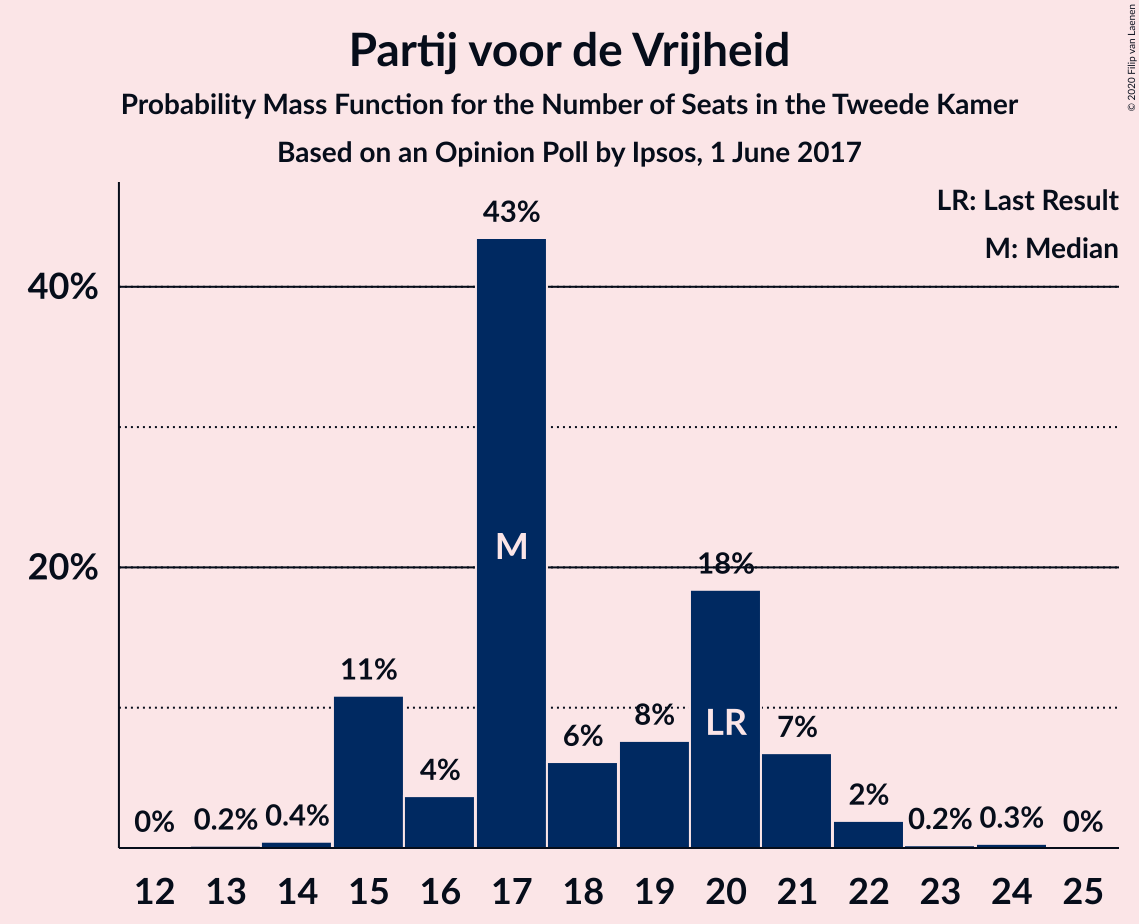 Partij voor de Vrijheid
Probability Mass Function for the Number of Seats in the Tweede Kamer
Based on an Opinion Poll by Ipsos, 1 June 2017
© 2020 Filip van Laenen
LR: Last Result
M: Median
40%
20%
0%
0.2%
0.4%
11%
4%
43%
6%
8%
18%
7%
2%
0.2%
0.3%
0%
M
LR
12 13 14 15 16 17 18 19 20 21 22 23 24 25